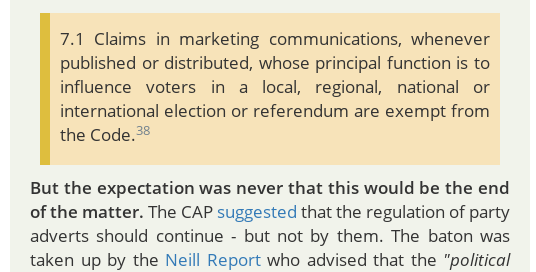 7.1 Claims in marketing communications, whenever
published or distributed, whose principal function is to
influence voters in a local, regional, national or
international election or referendum are exempt from
the Code.38
But the expectation was never that this would be the end
of the matter. The CAP suggested that the regulation of party
adverts should continue - but not by them. The baton was
taken up by the Neill Report who advised that the "political